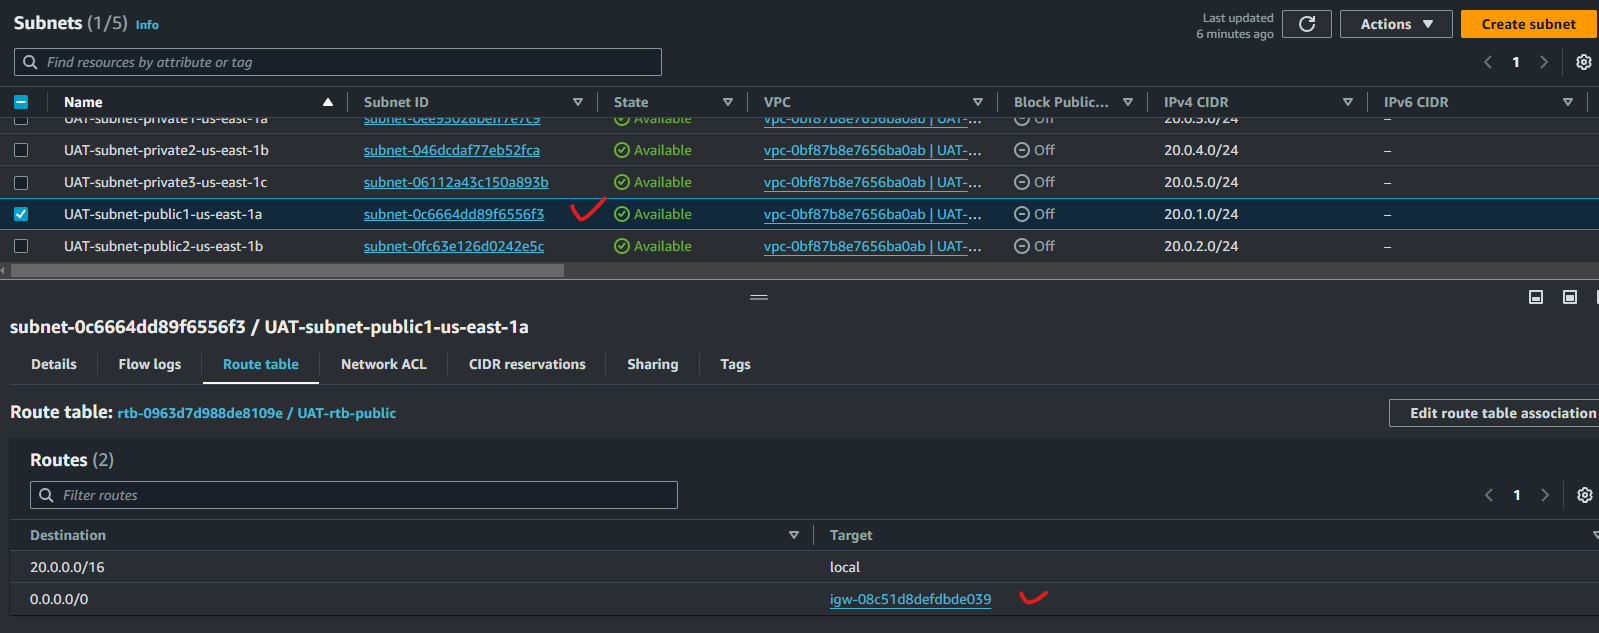 Subnets (1/5) Info
Last updated
6 minutes ago
Actions
Create subnet
Find resources by attribute or tag
1
Name Subnet ID State VPC Block Public... IPv4 CIDR IPv6 CIDR
UAT-subnet-private1-us-east-1a Available vpc-0bf87b8e7656ba0ab | UAT-... Off 20.0.3.0/24 –
UAT-subnet-private2-us-east-1b subnet-046dcdaf77eb52fca Available vpc-0bf87b8e7656ba0ab | UAT-... Off 20.0.4.0/24 –
UAT-subnet-private3-us-east-1c subnet-06112a43c150a893b Available vpc-0bf87b8e7656ba0ab | UAT-... Off 20.0.5.0/24 –
UAT-subnet-public1-us-east-1a subnet-0c6664dd89f6556f3 Available vpc-0bf87b8e7656ba0ab | UAT-... Off 20.0.1.0/24 –
UAT-subnet-public2-us-east-1b subnet-0fc63e126d0242e5c Available vpc-0bf87b8e7656ba0ab | UAT-... Off 20.0.2.0/24 –
subnet-0c6664dd89f6556f3 / UAT-subnet-public1-us-east-1a
Details Flow logs Route table Network ACL CIDR reservations Sharing Tags
Route table: rtb-0963d7d988de8109e / UAT-rtb-public
Edit route table association
Routes (2)
Filter routes
1
Destination Target
20.0.0.0/16 local
0.0.0.0/0 igw-08c51d8defdbde039